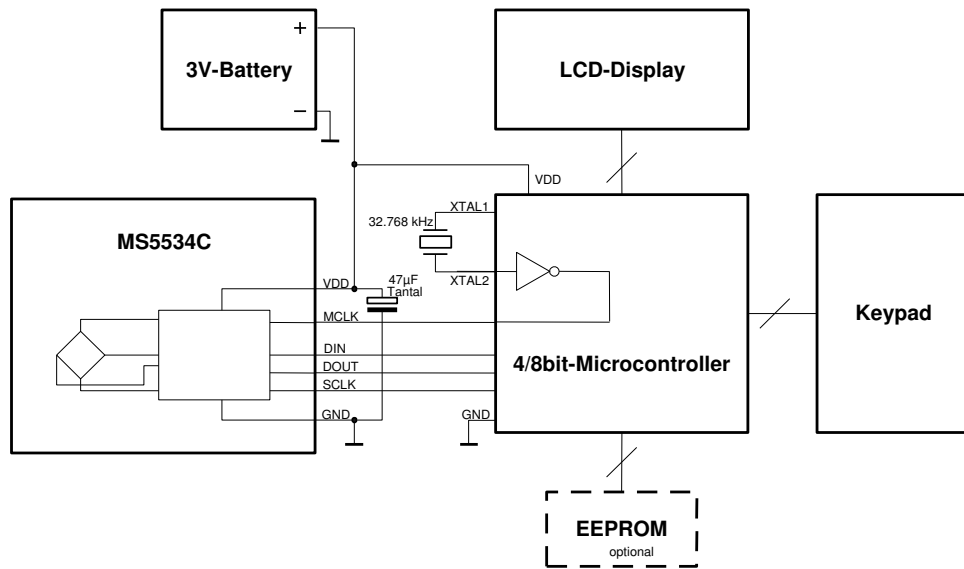 +
3V-Battery
−
LCD-Display
VDD
MS5534C
32.768 kHz
XTAL1
XTAL2
VDD
47µF
Tantal
MCLK
DIN
DOUT
SCLK
GND
4/8bit-Microcontroller
GND
Keypad
EEPROM
optional